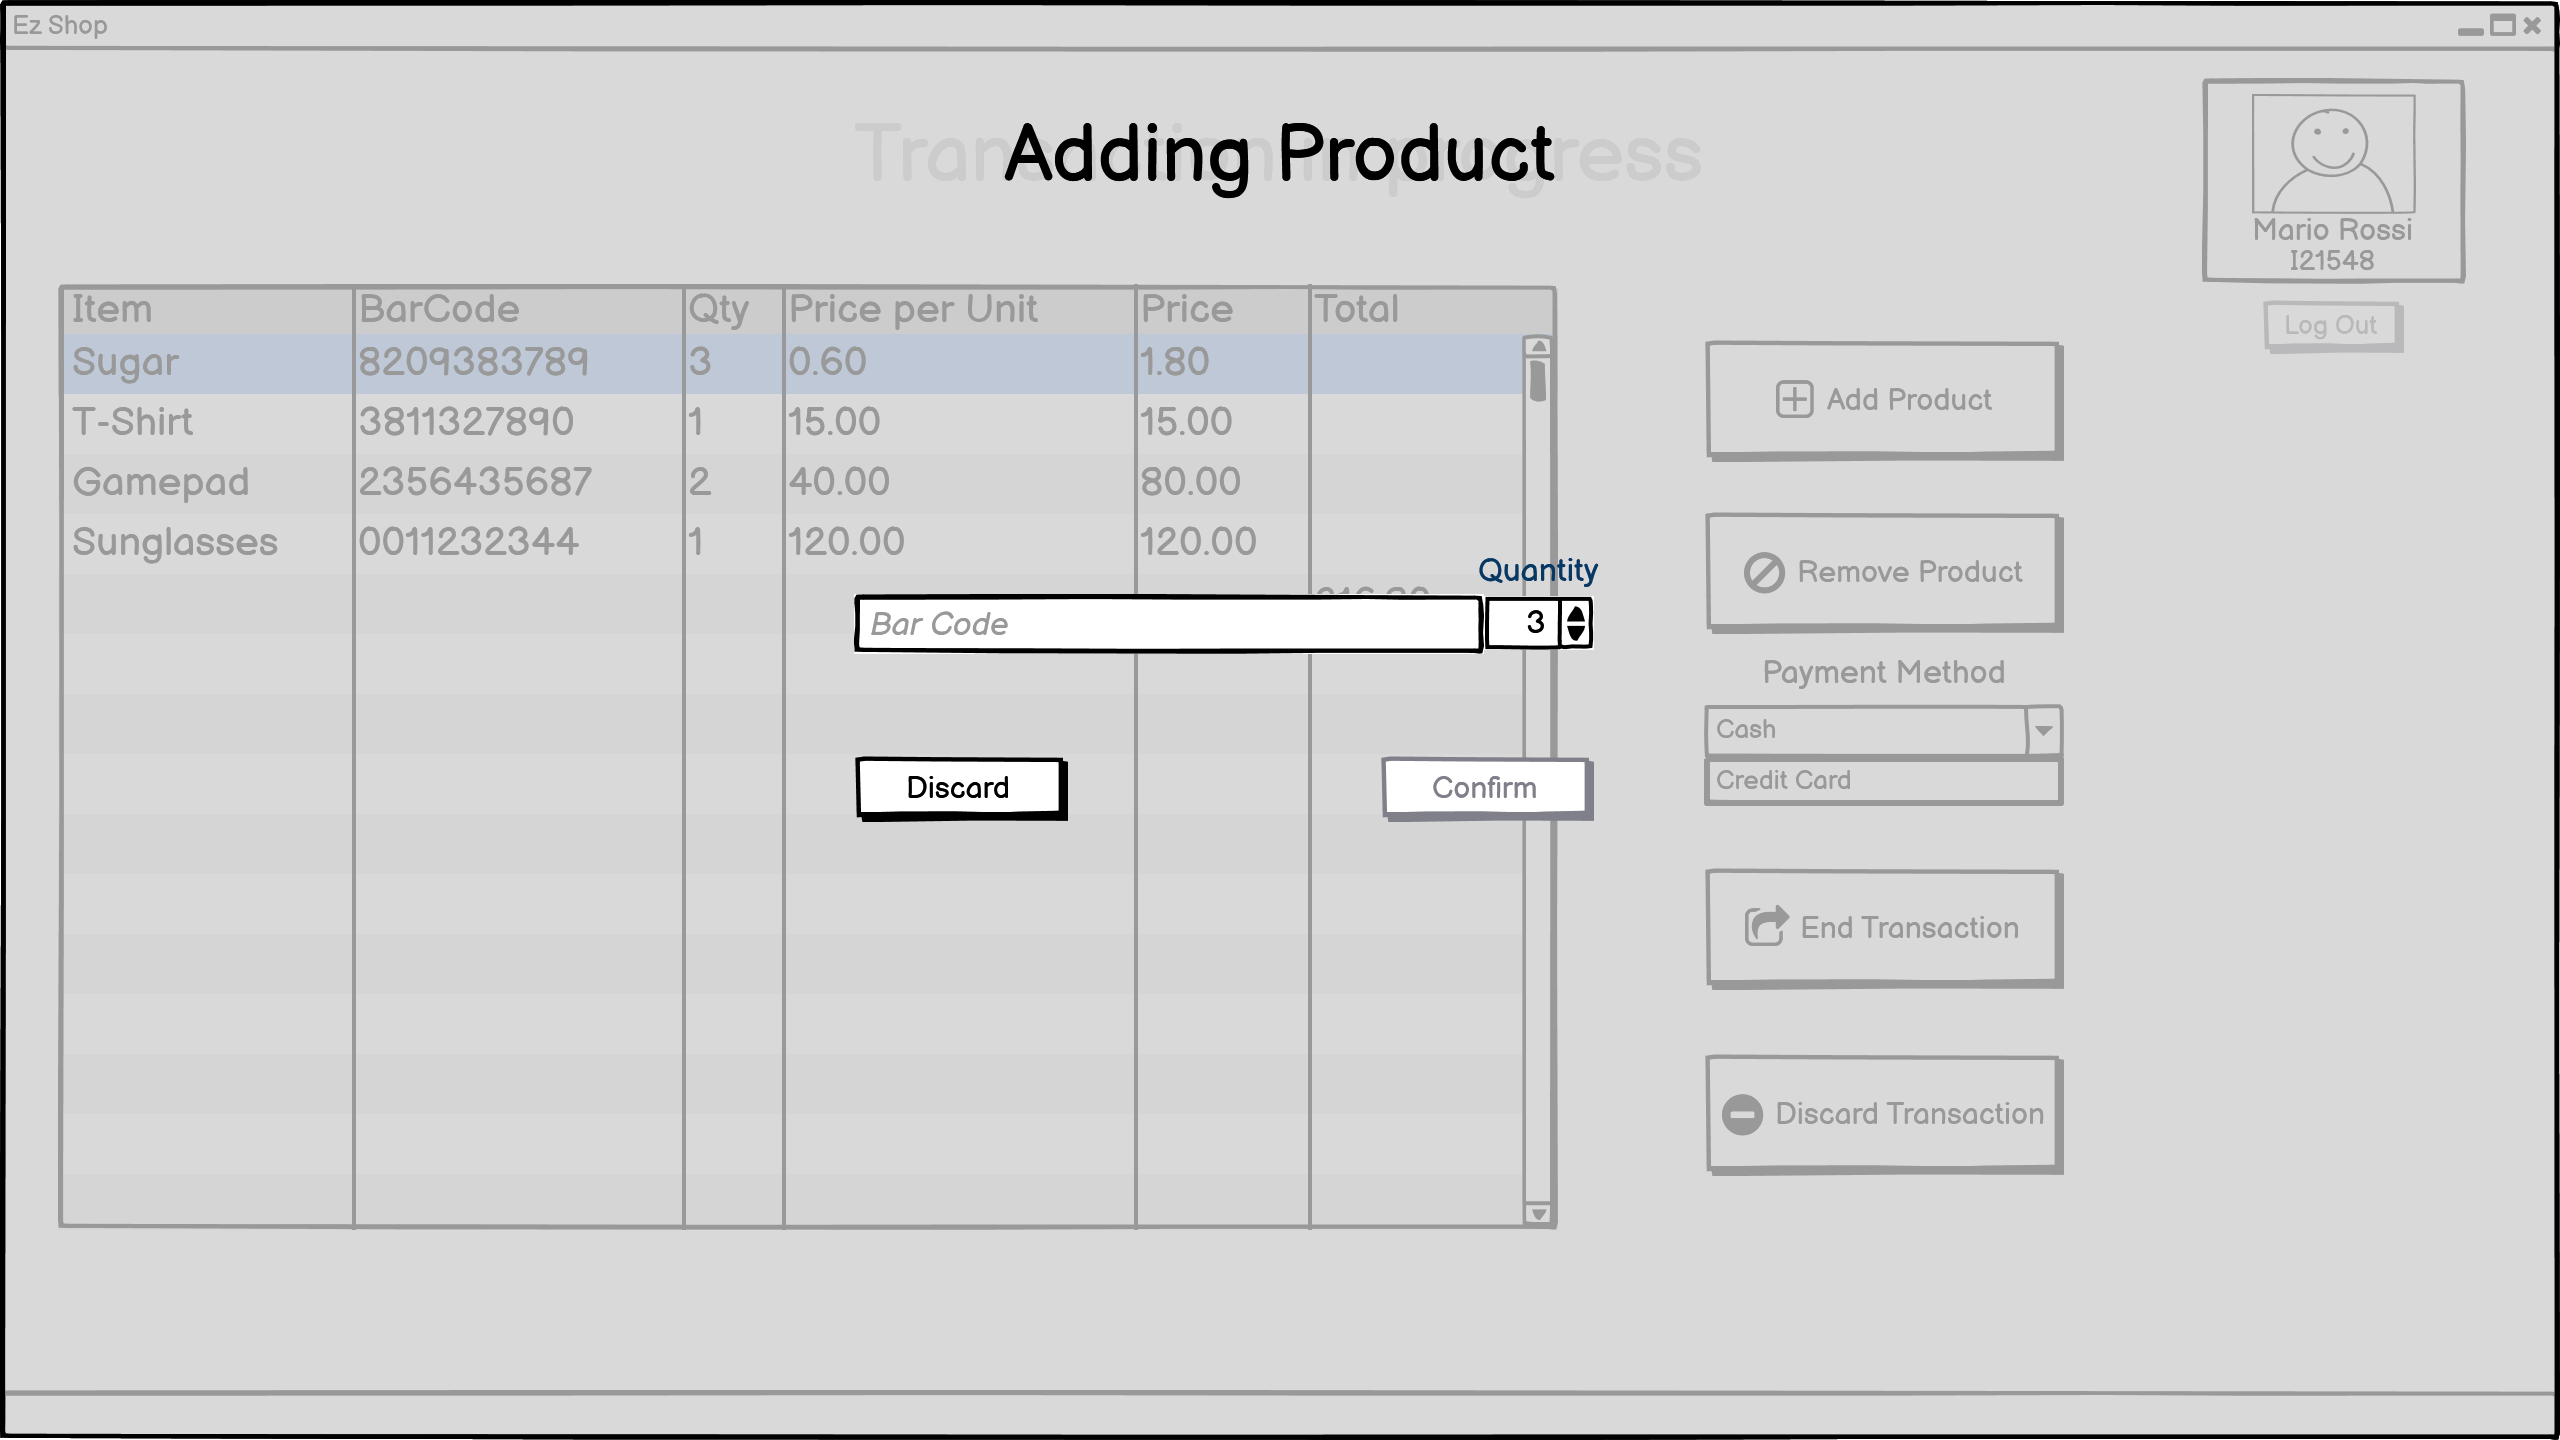 Ez Shop
Adding Product
Mario Rossi
I21548
Log Out
Item BarCode Qty Price per Unit Price Total
Sugar 8209383789 3 0.60 1.80
T-Shirt 3811327890 1 15.00 15.00
Gamepad 2356435687 2 40.00 80.00
Sunglasses 0011232344 1 120.00 120.00
Quantity
Bar Code 3
Discard Confirm
Add Product
Remove Product
Payment Method
Cash
Credit Card
End Transaction
Discard Transaction